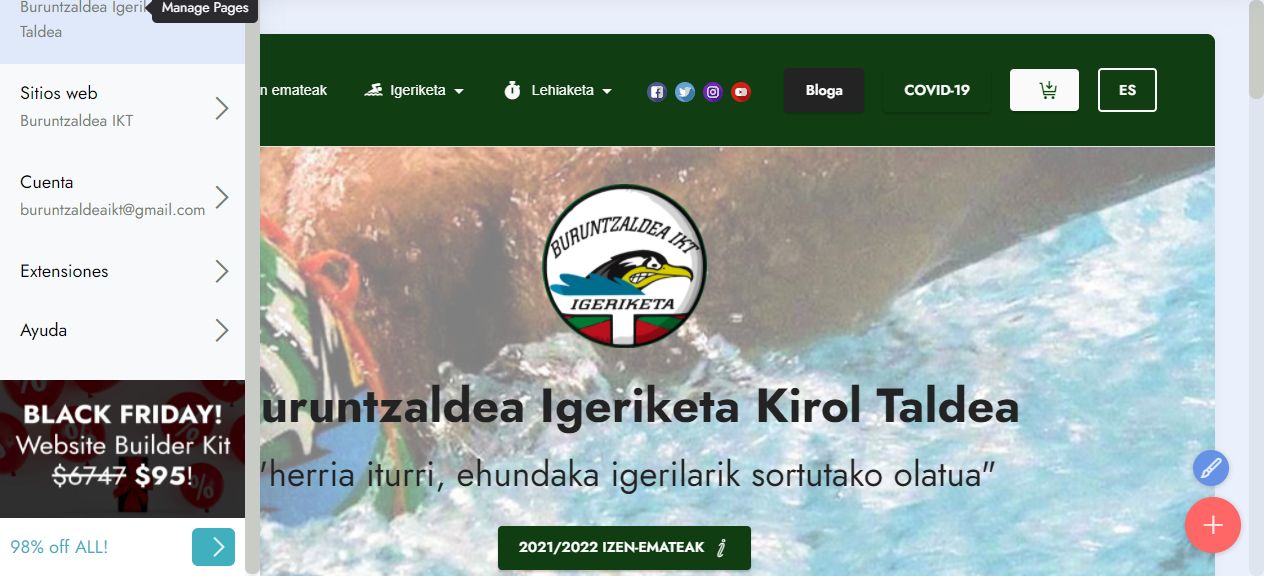 Buruntzaldea Igeri
Taldea
Manage Pages
Sitios web
Buruntzaldea IKT
Cuenta
buruntzaldeaikt@gmail.com
Extensiones
Ayuda
BLACK FRIDAY!
Website Builder Kit
$6747 $95!
98% off ALL!
n emateak
Igeriketa
Lehiaketa
Bloga
COVID-19
ES
BURUNTZALDEA IKT
IGERIKETA
uruntzaldea Igeriketa Kirol Taldea
"herria iturri, ehundaka igerilarik sortutako olatua"
2021/2022 IZEN-EMATEAK